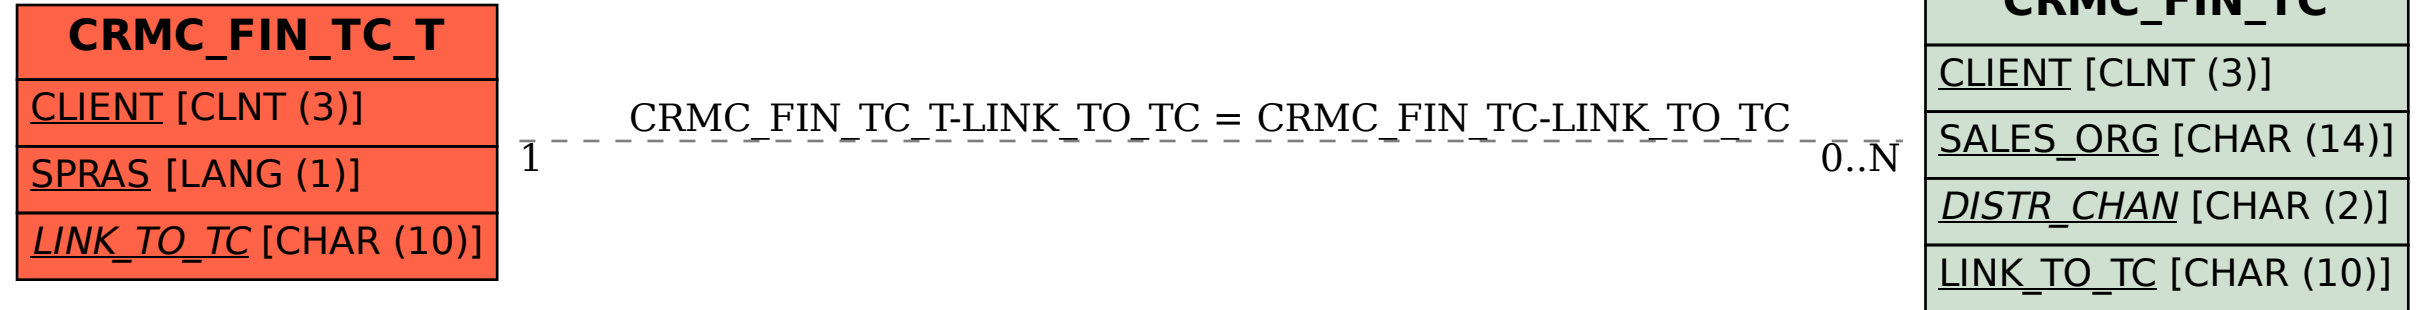 CRMC_FIN_TC_T
CLIENT [CLNT (3)]
SPRAS [LANG (1)]
LINK_TO_TC [CHAR (10)]
CRMC_FIN_TC_T-LINK_TO_TC = CRMC_FIN_TC-LINK_TO_TC
1
0..N
CRMC_FIN_TC
CLIENT [CLNT (3)]
SALES_ORG [CHAR (14)]
DISTR_CHAN [CHAR (2)]
LINK_TO_TC [CHAR (10)]